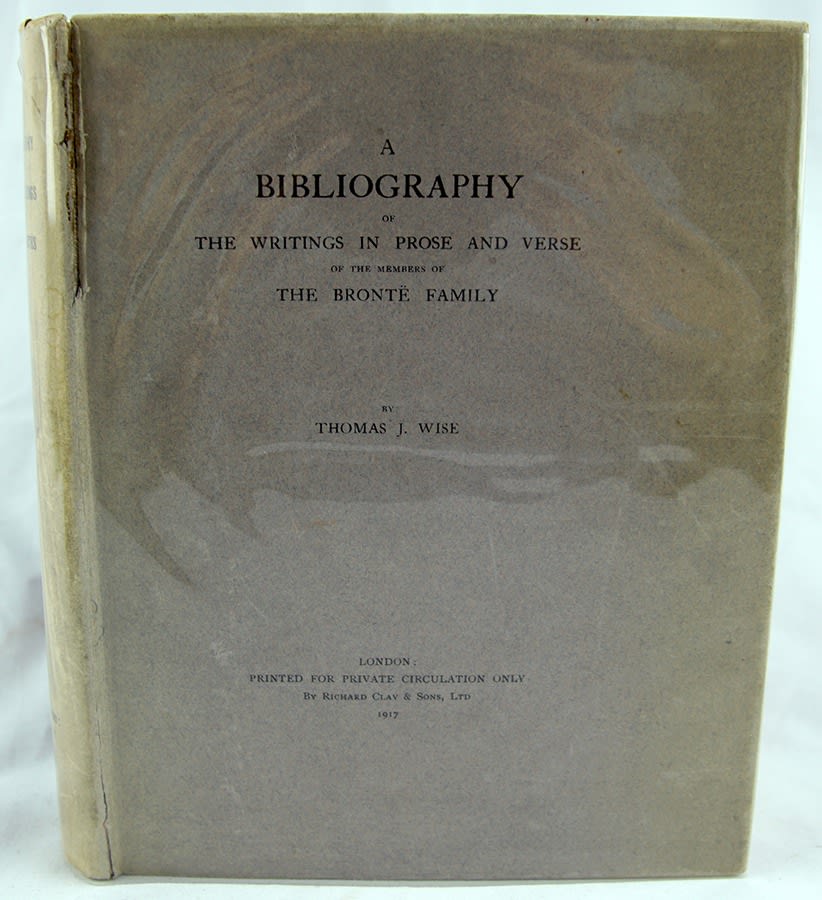 A
BIBLIOGRAPHY
OF
THE WRITINGS IN PROSE AND VERSE
OF THE MEMBERS OF
THE BRONTË FAMILY
BY
THOMAS J. WISE
LONDON:
PRINTED FOR PRIVATE CIRCULATION ONLY
BY RICHARD CLAY & SONS, LTD
1917